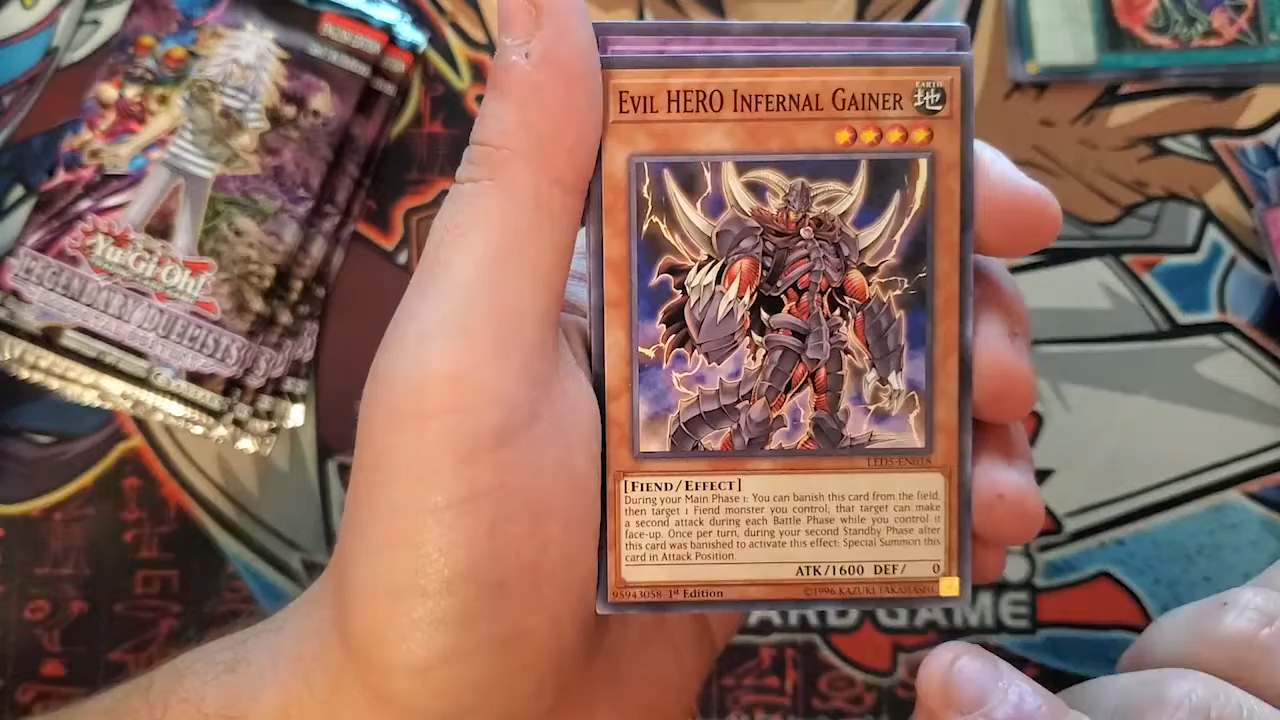 EVIL HERO INFERNAL GAINER
EARTH
地
LED5-EN018
[FIEND/EFFECT]
During your Main Phase 1: You can banish this card from the field,
then target 1 Fiend monster you control; that target can make
a second attack during each Battle Phase while you control it
face-up. Once per turn, during your second Standby Phase after
this card was banished to activate this effect: Special Summon this
card in Attack Position.
ATK/1600 DEF/ 0
95943058 1st Edition
©1996 KAZUKI TAKAHASHI
Yu-Gi-Oh!
LEGENDARY DUELISTS
ARD GAME